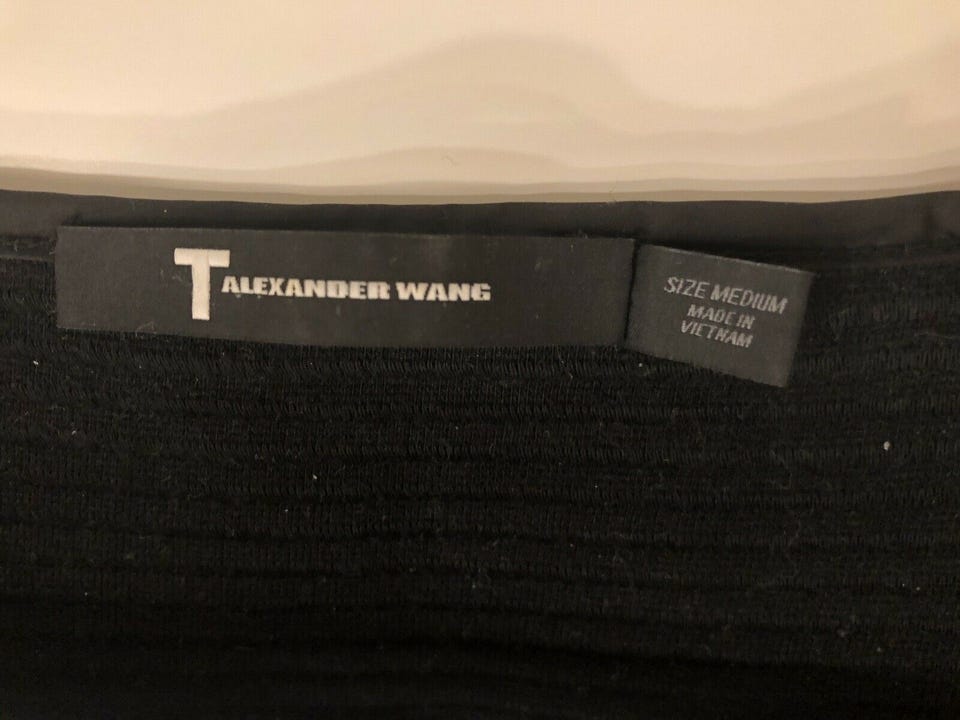 T ALEXANDER WANG
SIZE MEDIUM
MADE IN
VIETNAM